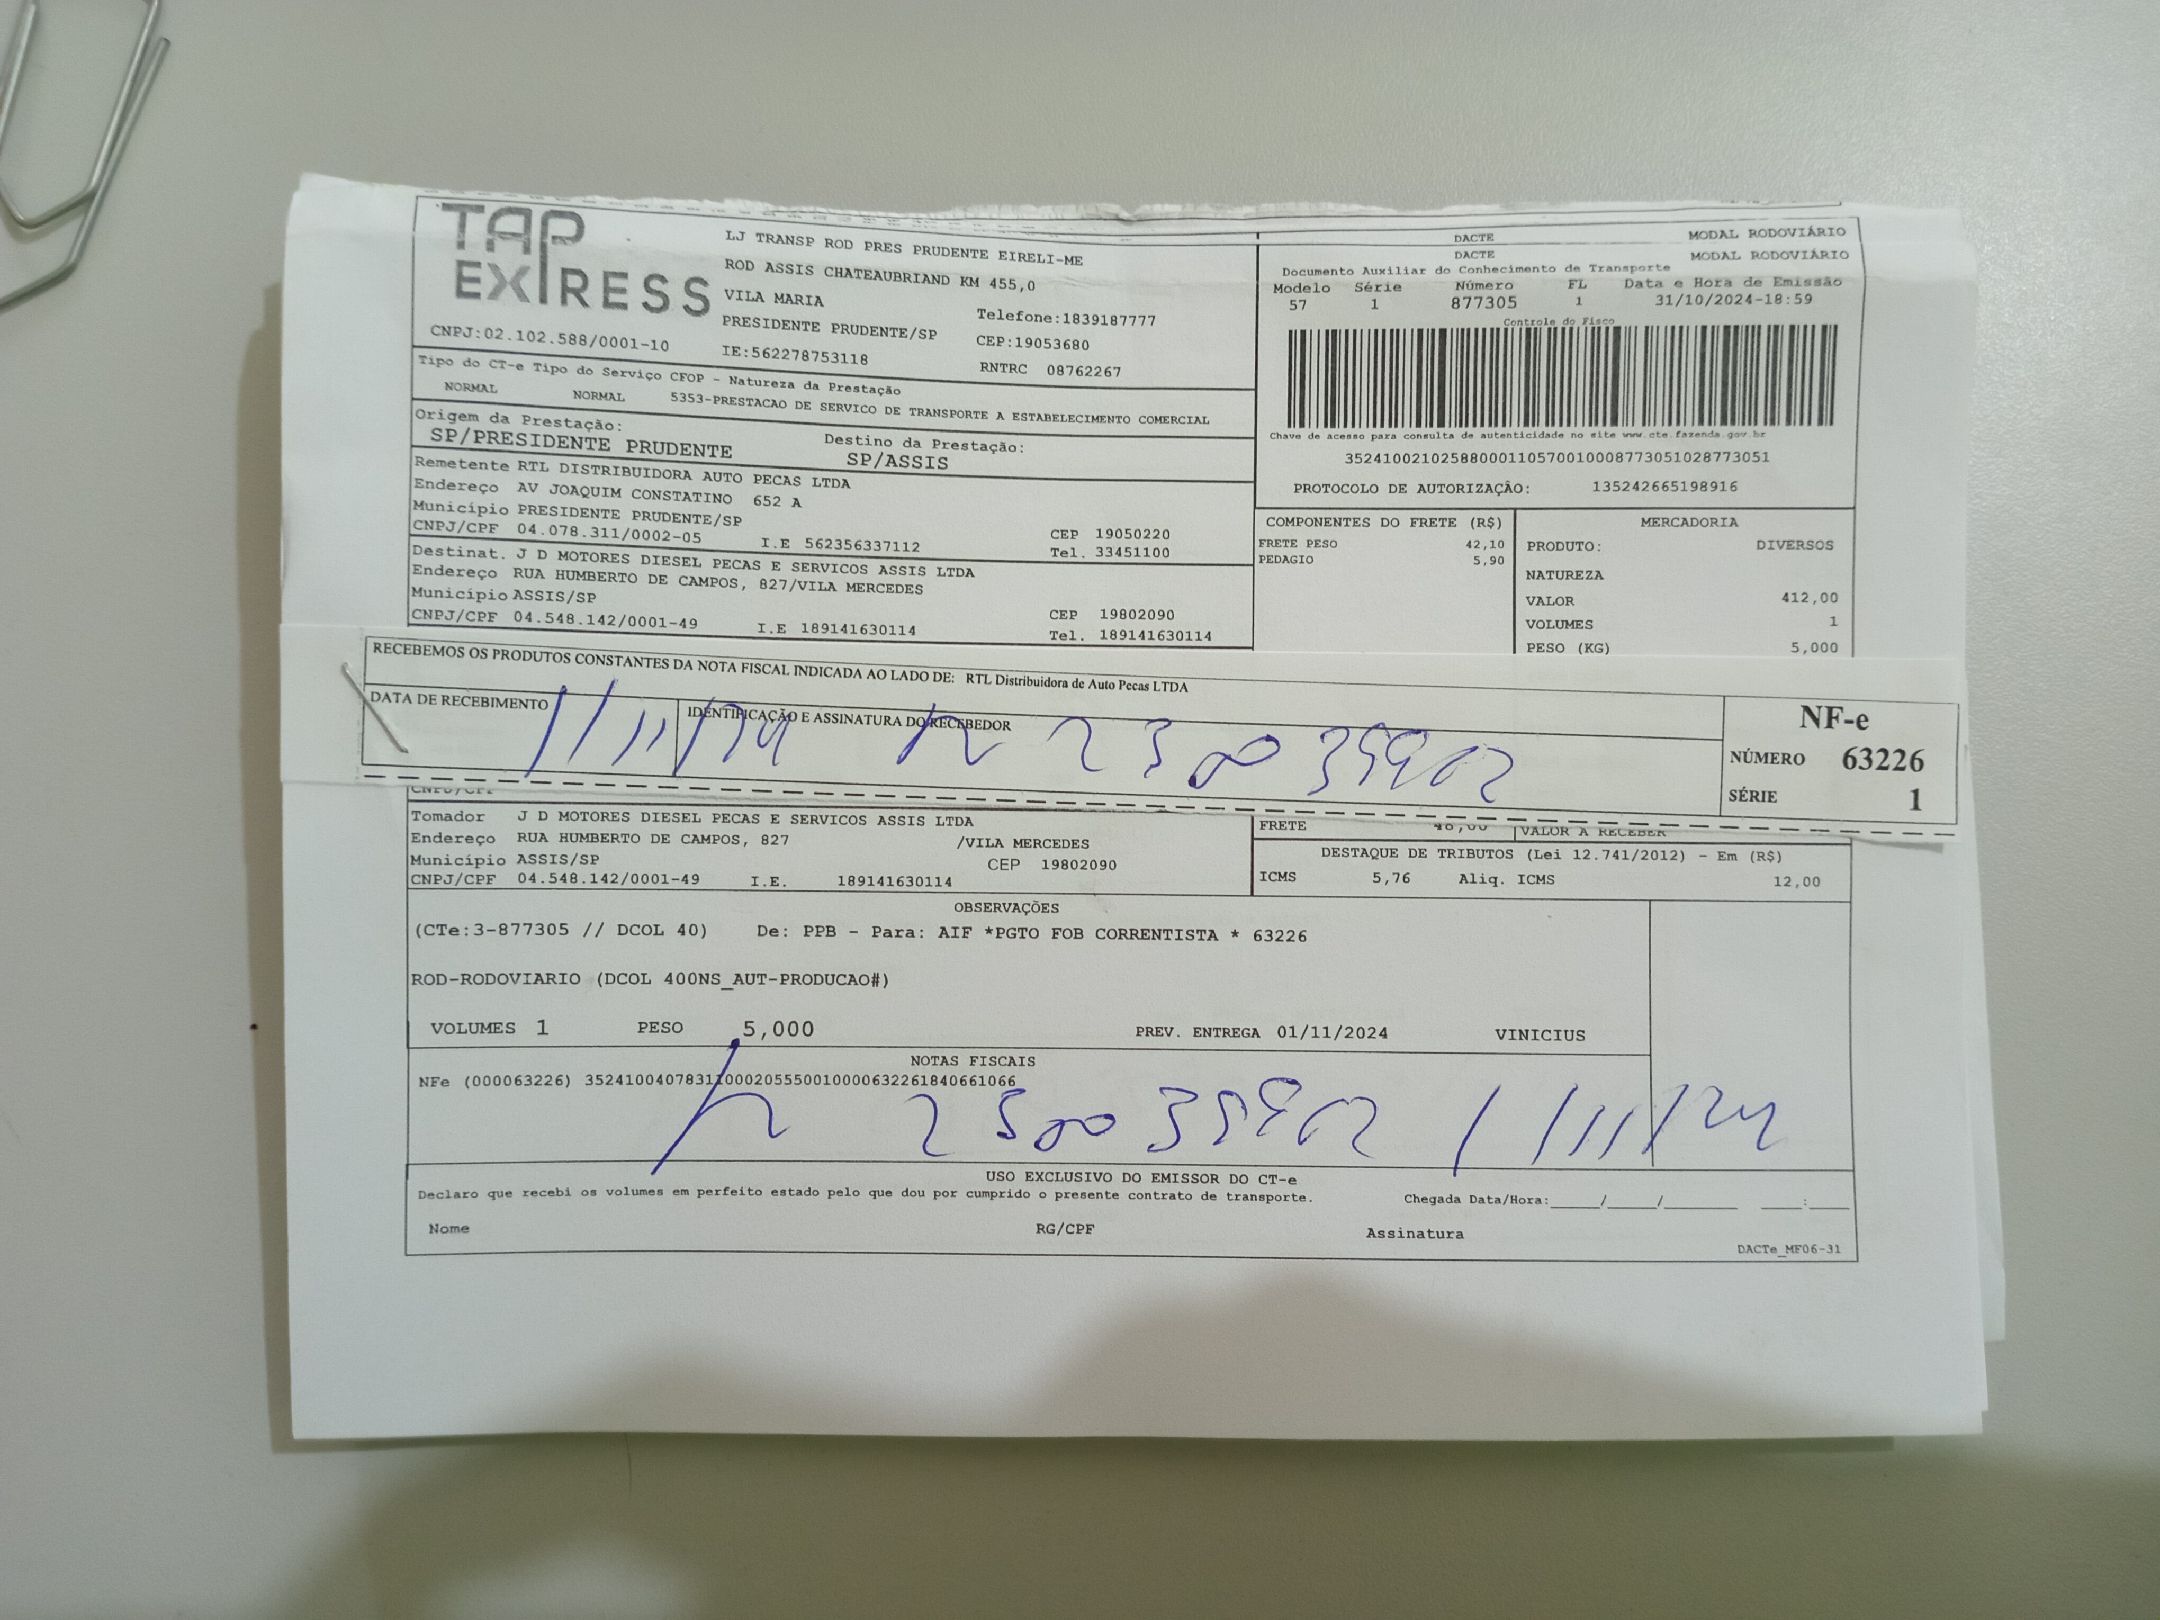 TAP EXPRESS
LJ TRANSP ROD PRES PRUDENTE EIRELI-ME
ROD ASSIS CHATEAUBRIAND KM 455,0
VILA MARIA
Telefone:1839187777
PRESIDENTE PRUDENTE/SP
CEP:19053680
CNPJ:02.102.588/0001-10
IE:562278753118
RNTRC 08762267
DACTE MODAL RODOVIÁRIO
DACTE MODAL RODOVIÁRIO
Documento Auxiliar do Conhecimento de Transporte
Modelo Série Número FL Data e Hora de Emissão
57 1 877305 1 31/10/2024-18:59
Controle do Fisco
Chave de acesso para consulta de autenticidade no site www.cte.fazenda.gov.br
35241002102588000110570010008773051028773051
PROTOCOLO DE AUTORIZAÇÃO: 135242665198916
Tipo do CT-e Tipo do Serviço CFOP - Natureza da Prestação
NORMAL NORMAL 5353-PRESTACAO DE SERVICO DE TRANSPORTE A ESTABELECIMENTO COMERCIAL
Origem da Prestação: Destino da Prestação:
SP/PRESIDENTE PRUDENTE SP/ASSIS
Remetente RTL DISTRIBUIDORA AUTO PECAS LTDA
Endereço AV JOAQUIM CONSTATINO 652 A
Município PRESIDENTE PRUDENTE/SP CEP 19050220
CNPJ/CPF 04.078.311/0002-05 I.E 562356337112 Tel. 33451100
Destinat. J D MOTORES DIESEL PECAS E SERVICOS ASSIS LTDA
Endereço RUA HUMBERTO DE CAMPOS, 827/VILA MERCEDES
Município ASSIS/SP CEP 19802090
CNPJ/CPF 04.548.142/0001-49 I.E 189141630114 Tel. 189141630114
COMPONENTES DO FRETE (R$)
FRETE PESO 42,10
PEDAGIO 5,90
MERCADORIA
PRODUTO: DIVERSOS
NATUREZA
VALOR 412,00
VOLUMES 1
PESO (KG) 5,000
RECEBEMOS OS PRODUTOS CONSTANTES DA NOTA FISCAL INDICADA AO LADO DE: RTL Distribuidora de Auto Pecas LTDA
DATA DE RECEBIMENTO IDENTIFICAÇÃO E ASSINATURA DO RECEBEDOR
1/11/24
NF-e
NÚMERO 63226
SÉRIE 1
CNPJ/CPF
Tomador J D MOTORES DIESEL PECAS E SERVICOS ASSIS LTDA
Endereço RUA HUMBERTO DE CAMPOS, 827 /VILA MERCEDES
Município ASSIS/SP CEP 19802090
CNPJ/CPF 04.548.142/0001-49 I.E. 189141630114
FRETE 48,00 VALOR A RECEBER
DESTAQUE DE TRIBUTOS (Lei 12.741/2012) - Em (R$)
ICMS 5,76 Aliq. ICMS 12,00
OBSERVAÇÕES
(CTe:3-877305 // DCOL 40) De: PPB - Para: AIF *PGTO FOB CORRENTISTA * 63226
ROD-RODOVIARIO (DCOL 400NS_AUT-PRODUCAO#)
VOLUMES 1 PESO 5,000 PREV. ENTREGA 01/11/2024 VINICIUS
NOTAS FISCAIS
NFe (000063226) 35241004078311000205550010000632261840661066
1/11/24
USO EXCLUSIVO DO EMISSOR DO CT-e
Declaro que recebi os volumes em perfeito estado pelo que dou por cumprido o presente contrato de transporte. Chegada Data/Hora:_____/_____/________ ____:____
Nome RG/CPF Assinatura
DACTe_MF06-31